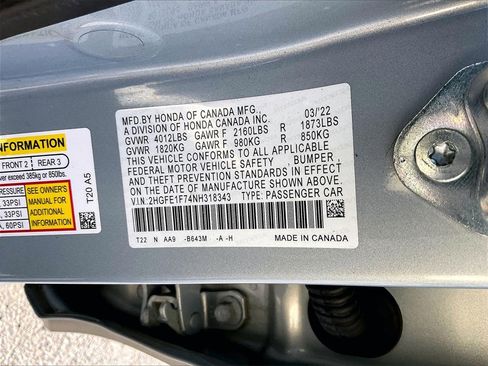 MFD.BY HONDA OF CANADA MFG., 03/'22
A DIVISION OF HONDA CANADA INC.
GVWR 4012LBS GAWR F 2160LBS R 1873LBS
GVWR 1820KG GAWR F 980KG R 850KG
THIS VEHICLE CONFORMS TO ALL APPLICABLE
FEDERAL MOTOR VEHICLE SAFETY, BUMPER,
AND THEFT PREVENTION STANDARDS IN EFFECT
ON THE DATE OF MANUFACTURE SHOWN ABOVE.
V.I.N. 2HGFE1F74NH318343 TYPE: PASSENGER CAR
T22 N AA9 -B643M -A -H
MADE IN CANADA
INFORMATION
FRONT 2 REAR 3
exceed 385kg or 850lbs.
PRESSURE
33PSI
33PSI
60PSI
SEE OWNER'S
MANUAL FOR
ADDITIONAL
INFORMATION
T20 A5